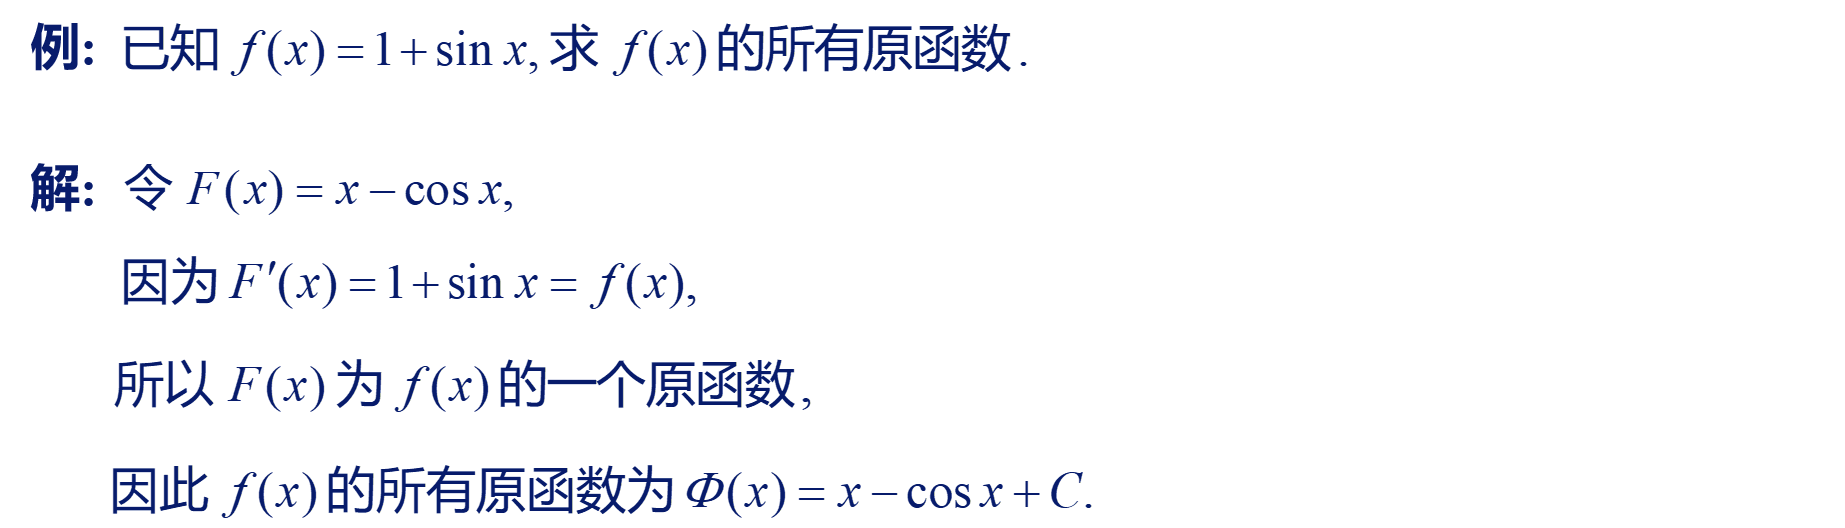 例: 已知 f(x)=1+sin x, 求 f(x)的所有原函数.
解: 令 F(x)=x−cos x,
因为 F′(x)=1+sin x=f(x),
所以 F(x)为 f(x)的一个原函数,
因此 f(x)的所有原函数为 Φ(x)=x−cos x+C.